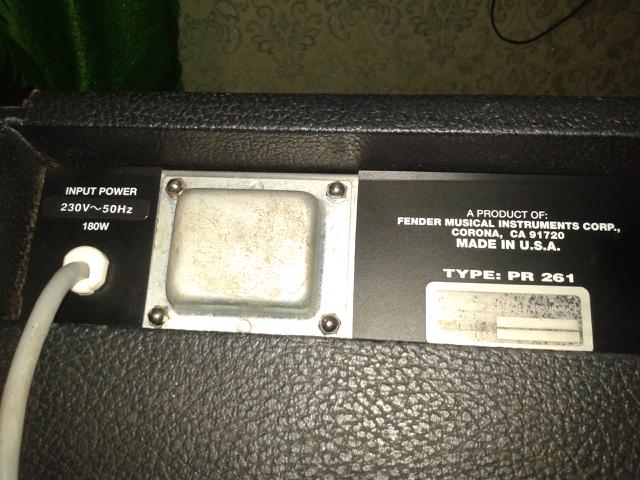 INPUT POWER
230V~50Hz
180W
A PRODUCT OF:
FENDER MUSICAL INSTRUMENTS CORP.,
CORONA, CA 91720
MADE IN U.S.A.
TYPE: PR 261